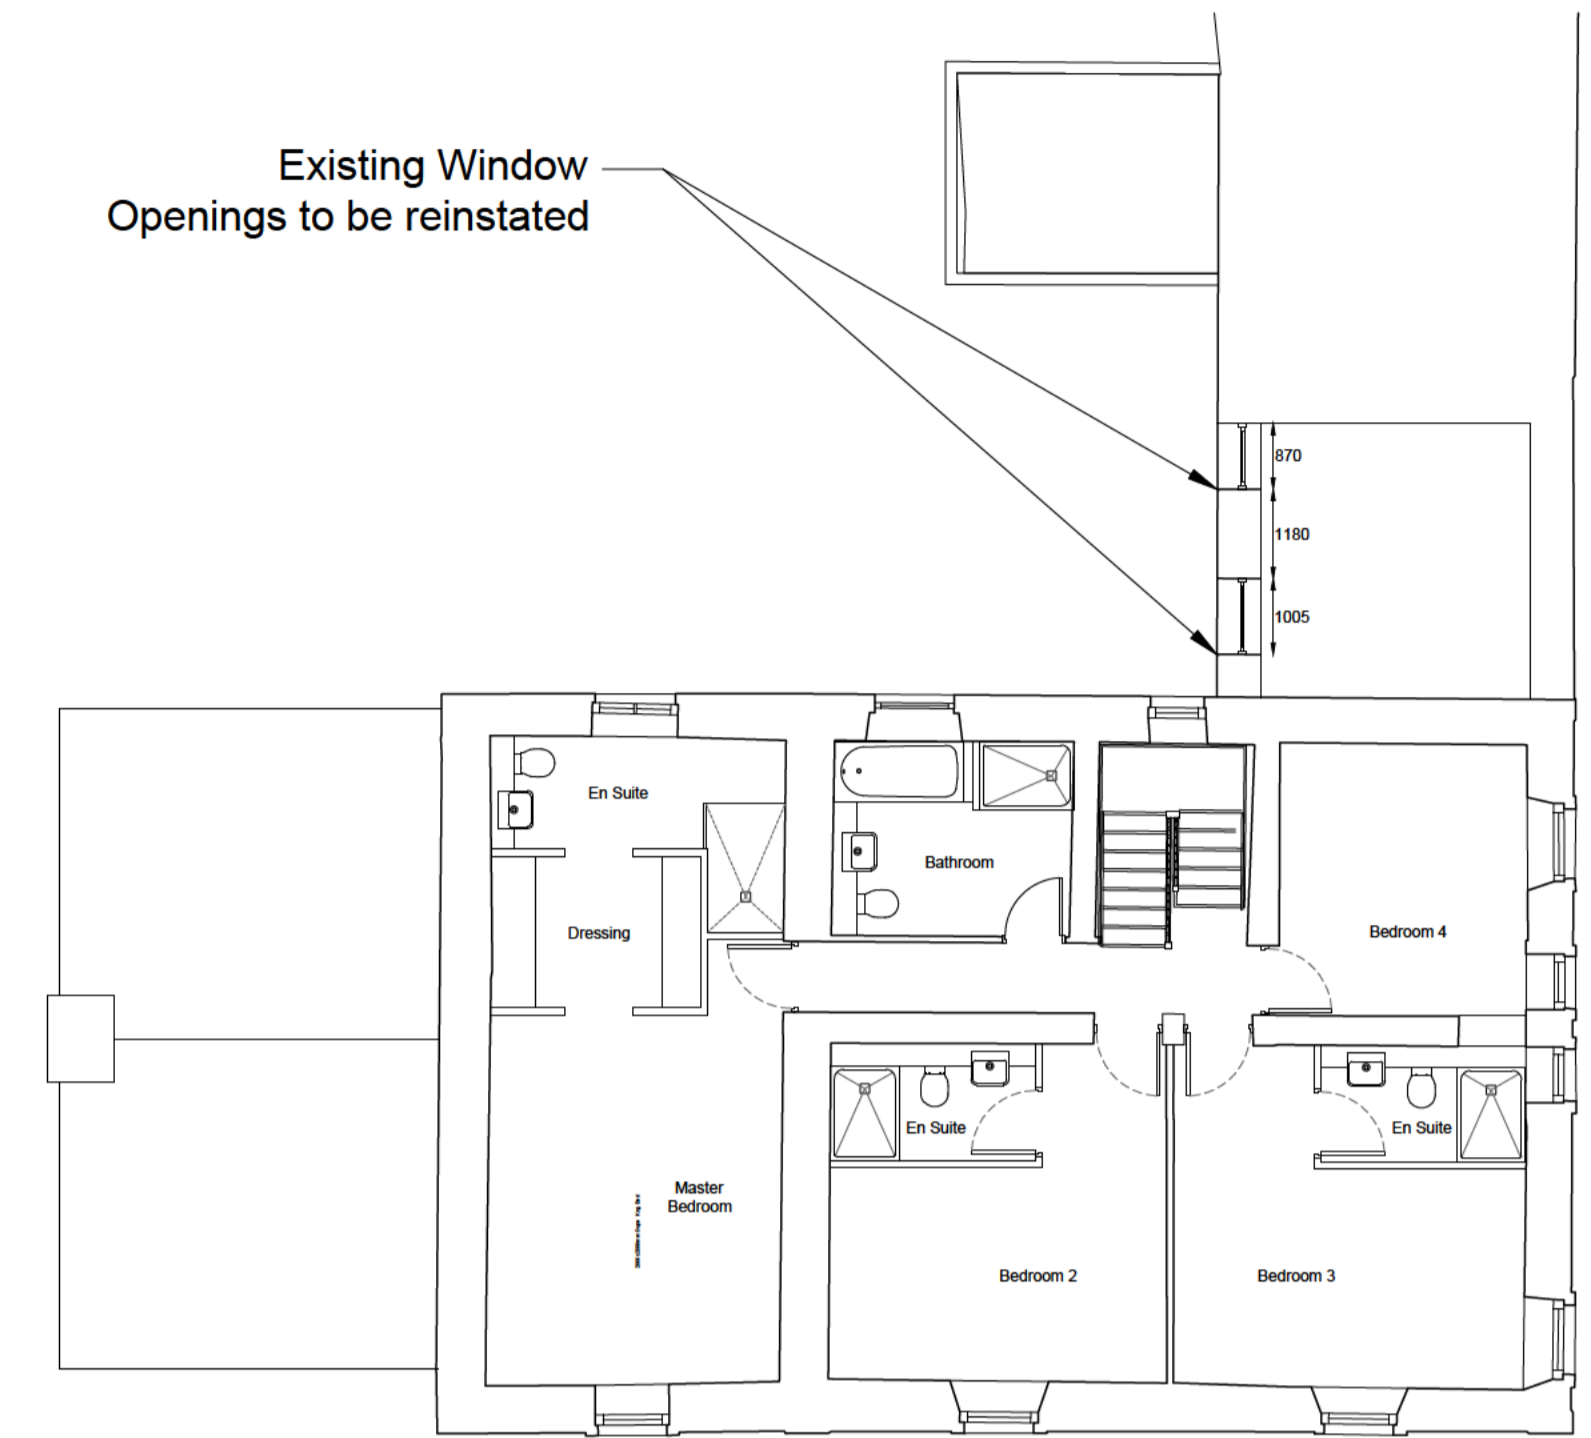 Existing Window
Openings to be reinstated
870
1180
1005
En Suite
Bathroom
Dressing
Bedroom 4
En Suite
En Suite
Master
Bedroom
Bedroom 2
Bedroom 3